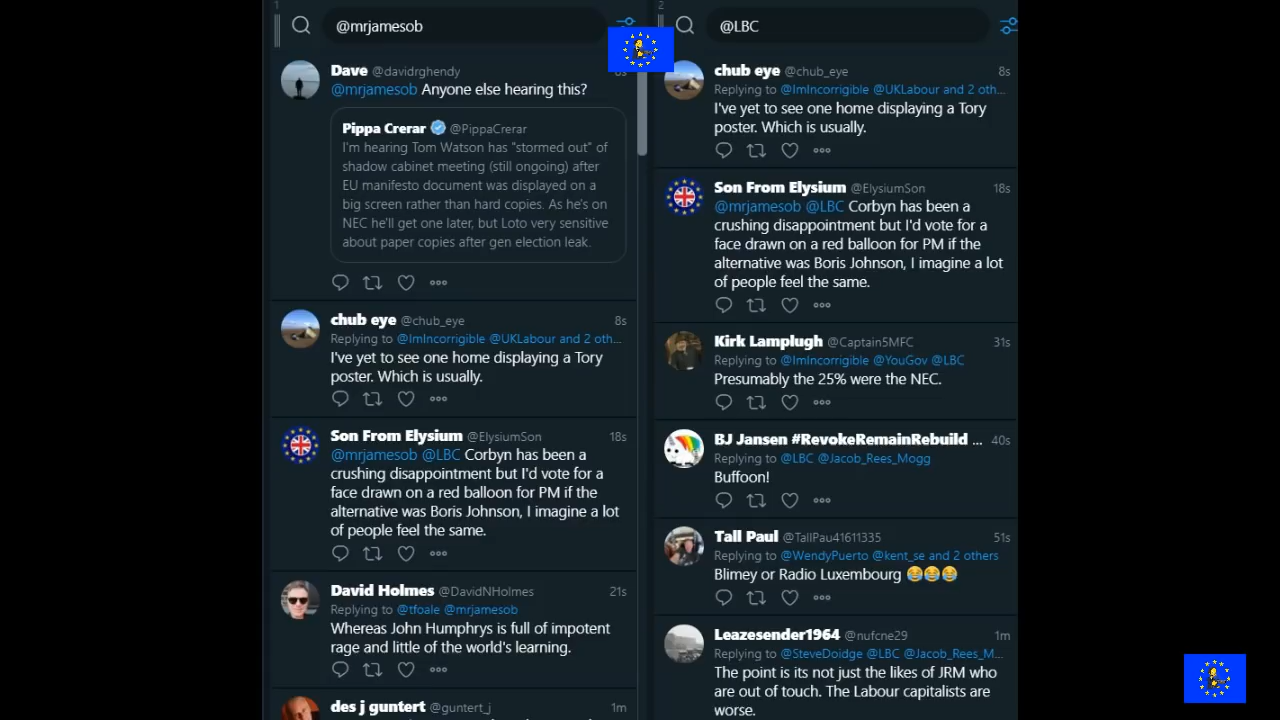 1
@mrjamesob
Dave @davidrghendy
@mrjamesob Anyone else hearing this?
Pippa Crerar @PippaCrerar
I'm hearing Tom Watson has "stormed out" of
shadow cabinet meeting (still ongoing) after
EU manifesto document was displayed on a
big screen rather than hard copies. As he's on
NEC he'll get one later, but Loto very sensitive
about paper copies after gen election leak.
chub eye @chub_eye 8s
Replying to @ImIncorrigible @UKLabour and 2 oth...
I've yet to see one home displaying a Tory
poster. Which is usually.
Son From Elysium @ElysiumSon 18s
@mrjamesob @LBC Corbyn has been a
crushing disappointment but I'd vote for a
face drawn on a red balloon for PM if the
alternative was Boris Johnson, I imagine a lot
of people feel the same.
David Holmes @DavidNHolmes 21s
Replying to @tfoale @mrjamesob
Whereas John Humphrys is full of impotent
rage and little of the world's learning.
des j guntert @guntert_j 1m
2
@LBC
chub eye @chub_eye 8s
Replying to @ImIncorrigible @UKLabour and 2 oth...
I've yet to see one home displaying a Tory
poster. Which is usually.
Son From Elysium @ElysiumSon 18s
@mrjamesob @LBC Corbyn has been a
crushing disappointment but I'd vote for a
face drawn on a red balloon for PM if the
alternative was Boris Johnson, I imagine a lot
of people feel the same.
Kirk Lamplugh @Captain5MFC 31s
Replying to @ImIncorrigible @YouGov @LBC
Presumably the 25% were the NEC.
BJ Jansen #RevokeRemainRebuild ... 40s
Replying to @LBC @Jacob_Rees_Mogg
Buffoon!
Tall Paul @TallPau41611335 51s
Replying to @WendyPuerto @kent_se and 2 others
Blimey or Radio Luxembourg 😂😂😂
Leazesender1964 @nufcne29 1m
Replying to @SteveDoidge @LBC @Jacob_Rees_M...
The point is its not just the likes of JRM who
are out of touch. The Labour capitalists are
worse.